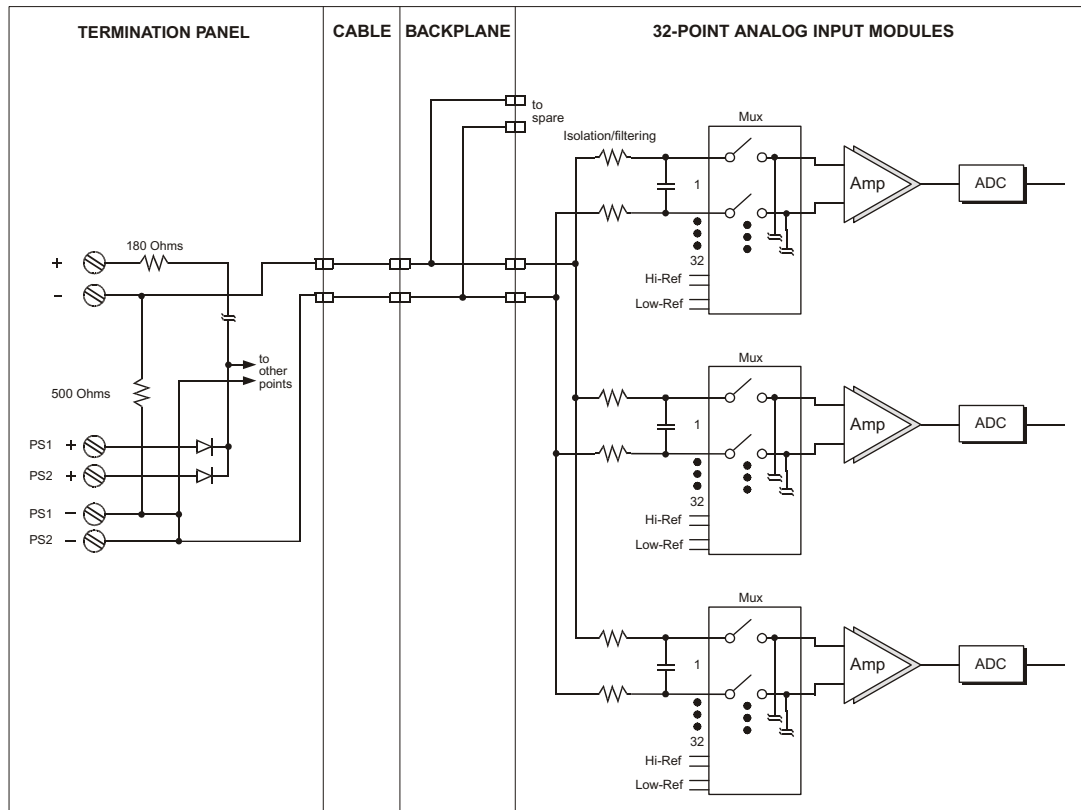 TERMINATION PANEL
CABLE
BACKPLANE
32-POINT ANALOG INPUT MODULES
to
spare
Isolation/filtering
Mux
1
32
Hi-Ref
Low-Ref
Amp
ADC
180 Ohms
+
-
500 Ohms
to
other
points
PS1 +
PS2 +
PS1 -
PS2 -
Mux
1
32
Hi-Ref
Low-Ref
Amp
ADC
Mux
1
32
Hi-Ref
Low-Ref
Amp
ADC